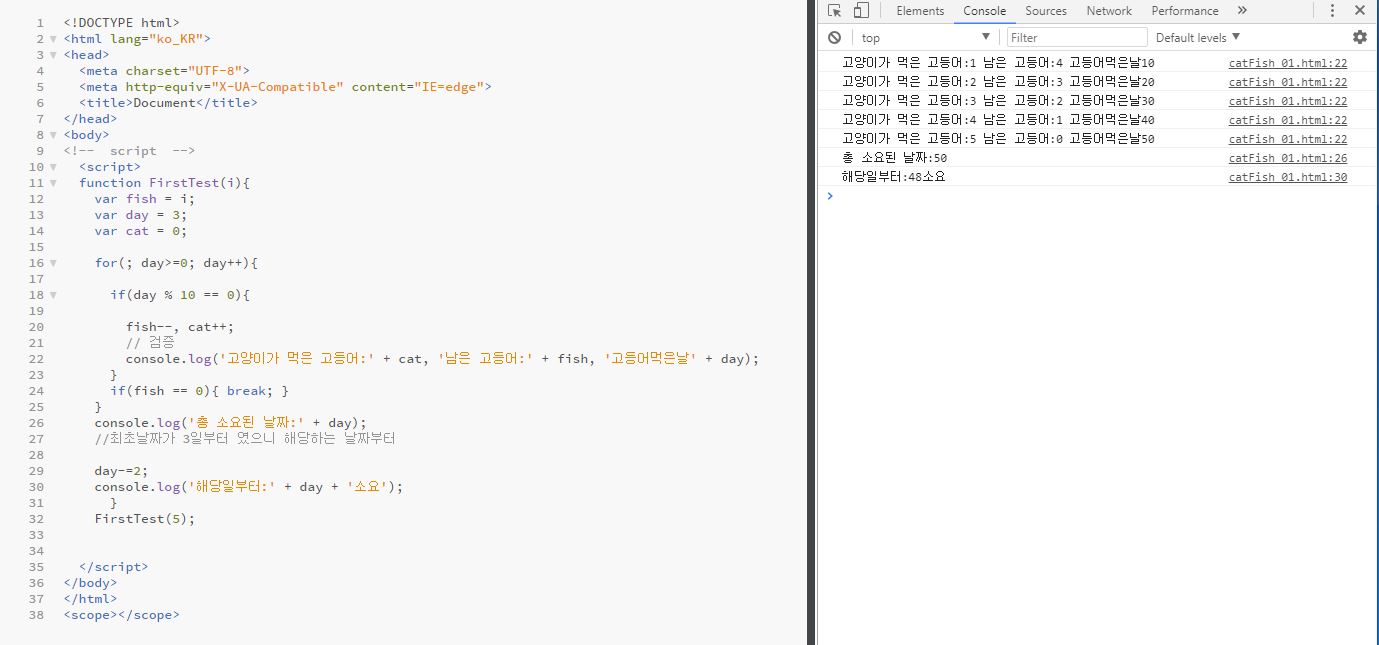 1 <!DOCTYPE html>
2 <html lang="ko_KR">
3 <head>
4 <meta charset="UTF-8">
5 <meta http-equiv="X-UA-Compatible" content="IE=edge">
6 <title>Document</title>
7 </head>
8 <body>
9 <!--  script  -->
10 <script>
11 function FirstTest(i){
12 var fish = i;
13 var day = 3;
14 var cat = 0;
15
16 for(; day>=0; day++){
17
18 if(day % 10 == 0){
19
20 fish--, cat++;
21 // 검증
22 console.log('고양이가 먹은 고등어:' + cat, '남은 고등어:' + fish, '고등어먹은날' + day);
23 }
24 if(fish == 0){ break; }
25 }
26 console.log('총 소요된 날짜:' + day);
27 //최초날짜가 3일부터 였으니 해당하는 날짜부터
28
29 day-=2;
30 console.log('해당일부터:' + day + '소요');
31 }
32 FirstTest(5);
33
34
35 </script>
36 </body>
37 </html>
38 <scope></scope>
Elements Console Sources Network Performance »
top Filter Default levels
고양이가 먹은 고등어:1 남은 고등어:4 고등어먹은날10 catFish_01.html:22
고양이가 먹은 고등어:2 남은 고등어:3 고등어먹은날20 catFish_01.html:22
고양이가 먹은 고등어:3 남은 고등어:2 고등어먹은날30 catFish_01.html:22
고양이가 먹은 고등어:4 남은 고등어:1 고등어먹은날40 catFish_01.html:22
고양이가 먹은 고등어:5 남은 고등어:0 고등어먹은날50 catFish_01.html:22
총 소요된 날짜:50 catFish_01.html:26
해당일부터:48소요 catFish_01.html:30